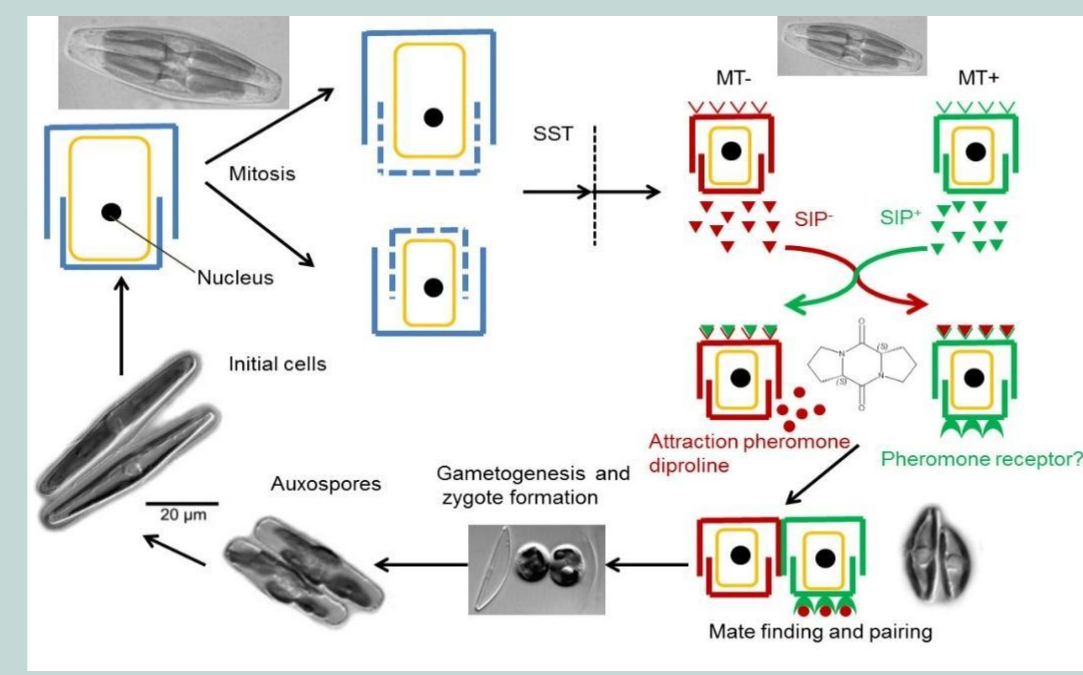 MT-
MT+
SST
Mitosis
SIP-
SIP+
Nucleus
Initial cells
N
O
(S)
(S)
N
O
Attraction pheromone
diproline
Pheromone receptor?
Gametogenesis and
zygote formation
Auxospores
20 µm
Mate finding and pairing